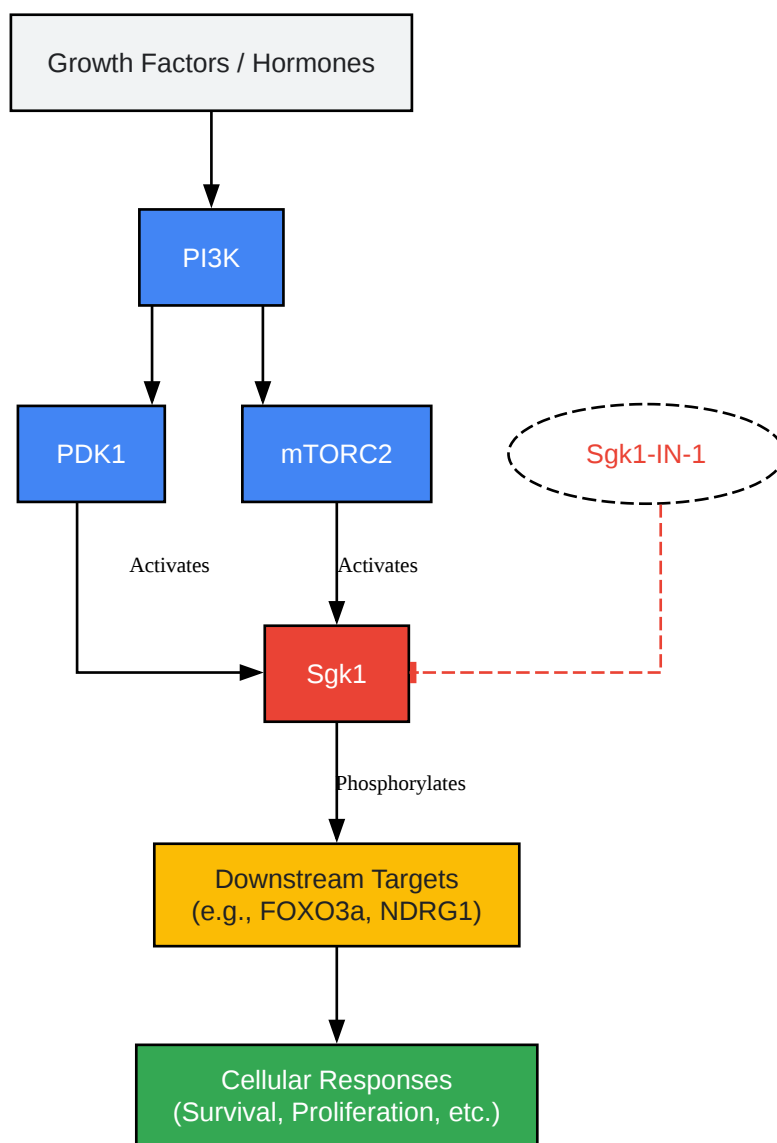 Growth Factors / Hormones
PI3K
PDK1
mTORC2
Sgk1-IN-1
Activates
Activates
Sgk1
Phosphorylates
Downstream Targets
(e.g., FOXO3a, NDRG1)
Cellular Responses
(Survival, Proliferation, etc.)